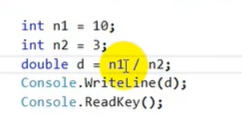 int n1 = 10;
int n2 = 3;
double d = n1 / n2;
Console.WriteLine(d);
Console.ReadKey();